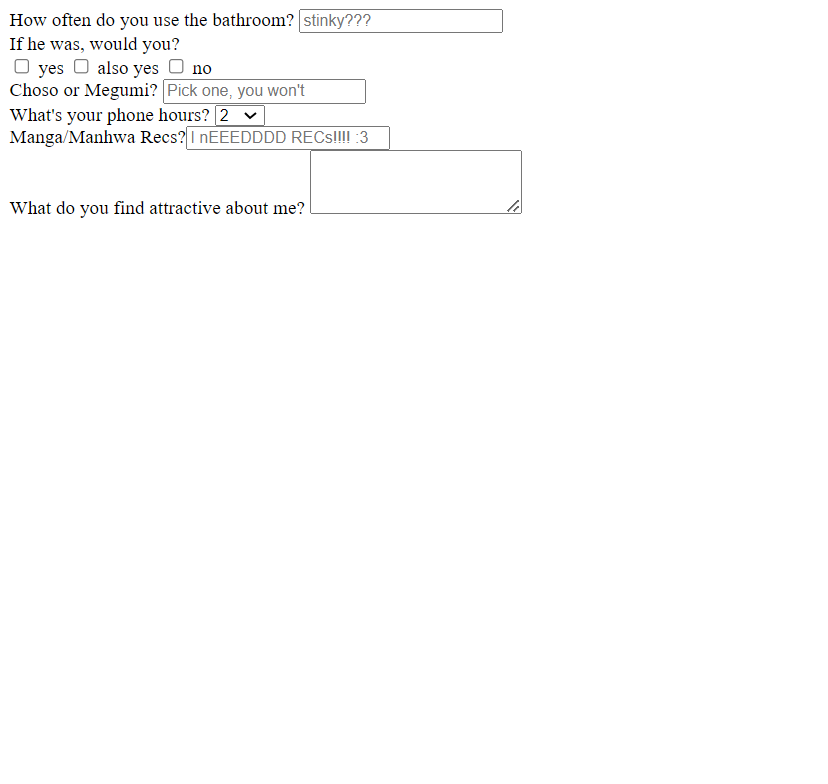 How often do you use the bathroom? stinky???
If he was, would you?
yes also yes no
Choso or Megumi? Pick one, you won't
What's your phone hours? 2
Manga/Manhwa Recs? I nEEEDDDD RECs!!!! :3
What do you find attractive about me?